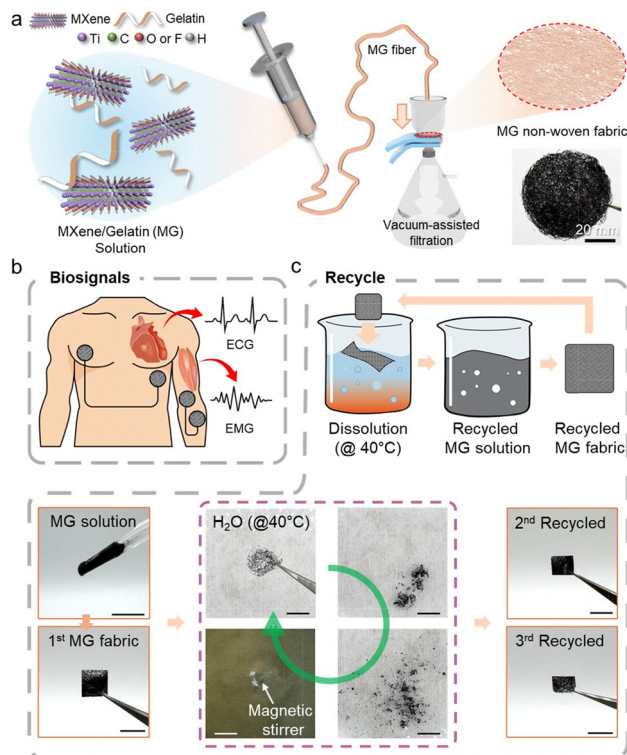 a
MXene
Gelatin
Ti
C
O or F
H
MXene/Gelatin (MG)
Solution
MG fiber
Vacuum-assisted
filtration
MG non-woven fabric
20 mm
b
Biosignals
ECG
EMG
c
Recycle
Dissolution
(@ 40°C)
Recycled
MG solution
Recycled
MG fabric
MG solution
1st MG fabric
H2O (@40°C)
Magnetic
stirrer
2nd Recycled
3rd Recycled